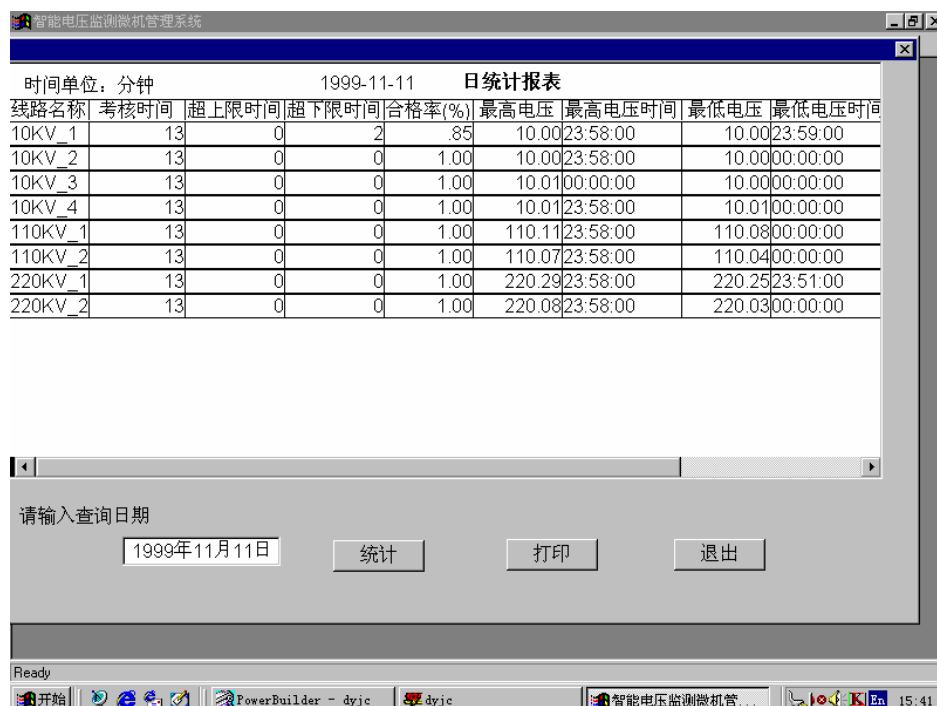 智能电压监测微机管理系统
时间单位：分钟 1999-11-11 日统计报表
线路名称 考核时间 超上限时间 超下限时间 合格率(%) 最高电压 最高电压时间 最低电压 最低电压时间
10KV_1 13 0 2 .85 10.00 23:58:00 10.00 23:59:00
10KV_2 13 0 0 1.00 10.00 23:58:00 10.00 00:00:00
10KV_3 13 0 0 1.00 10.01 00:00:00 10.00 00:00:00
10KV_4 13 0 0 1.00 10.01 23:58:00 10.01 00:00:00
110KV_1 13 0 0 1.00 110.11 23:58:00 110.08 00:00:00
110KV_2 13 0 0 1.00 110.07 23:58:00 110.04 00:00:00
220KV_1 13 0 0 1.00 220.29 23:58:00 220.25 23:51:00
220KV_2 13 0 0 1.00 220.08 23:58:00 220.03 00:00:00
请输入查询日期
1999年11月11日 统计 打印 退出
Ready
开始 PowerBuilder - dyjc dyjc 智能电压监测微机管... En 15:41